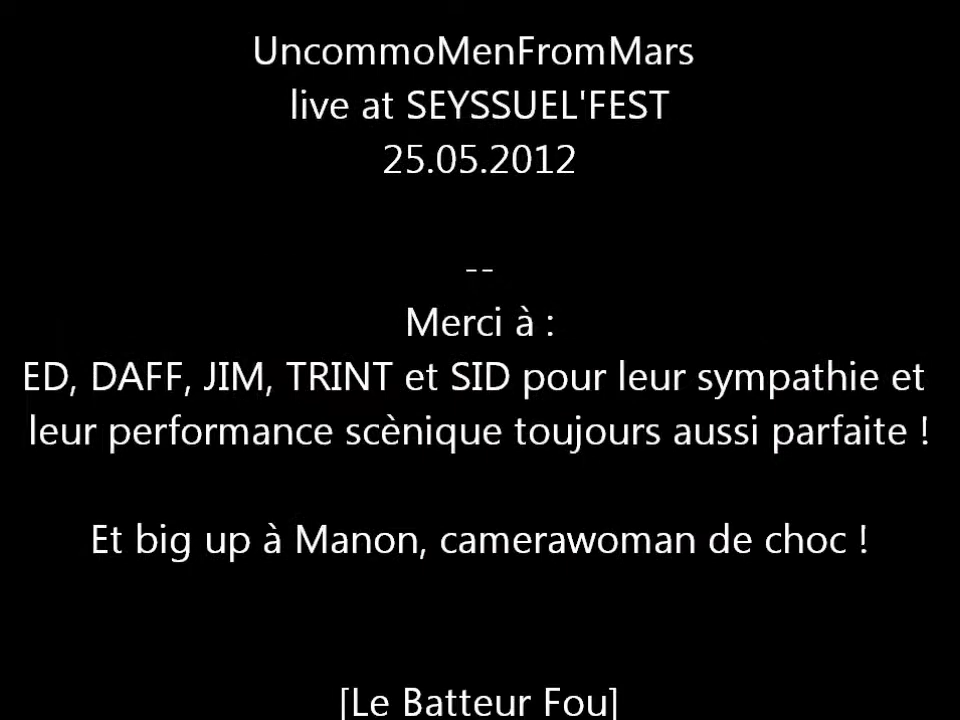 UncommoMenFromMars
live at SEYSSUEL'FEST
25.05.2012
--
Merci à :
ED, DAFF, JIM, TRINT et SID pour leur sympathie et
leur performance scènique toujours aussi parfaite !
Et big up à Manon, camerawoman de choc !
[Le Batteur Fou]